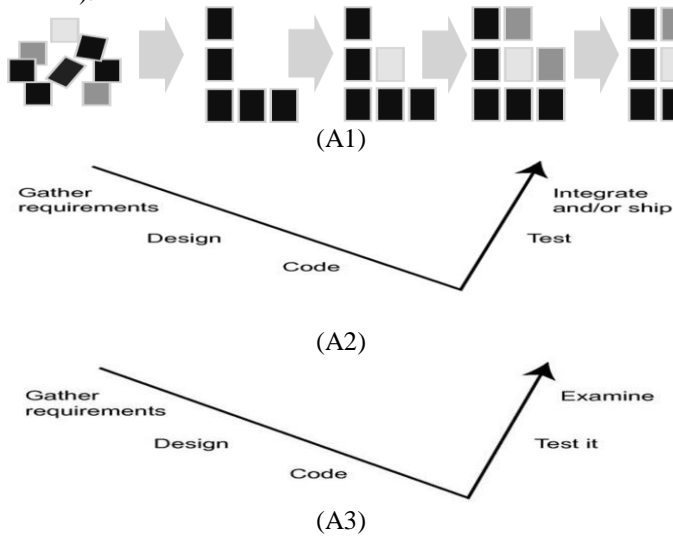 (A1)
Gather
requirements
Design
Code
Integrate
and/or ship
Test
(A2)
Gather
requirements
Design
Code
Examine
Test it
(A3)